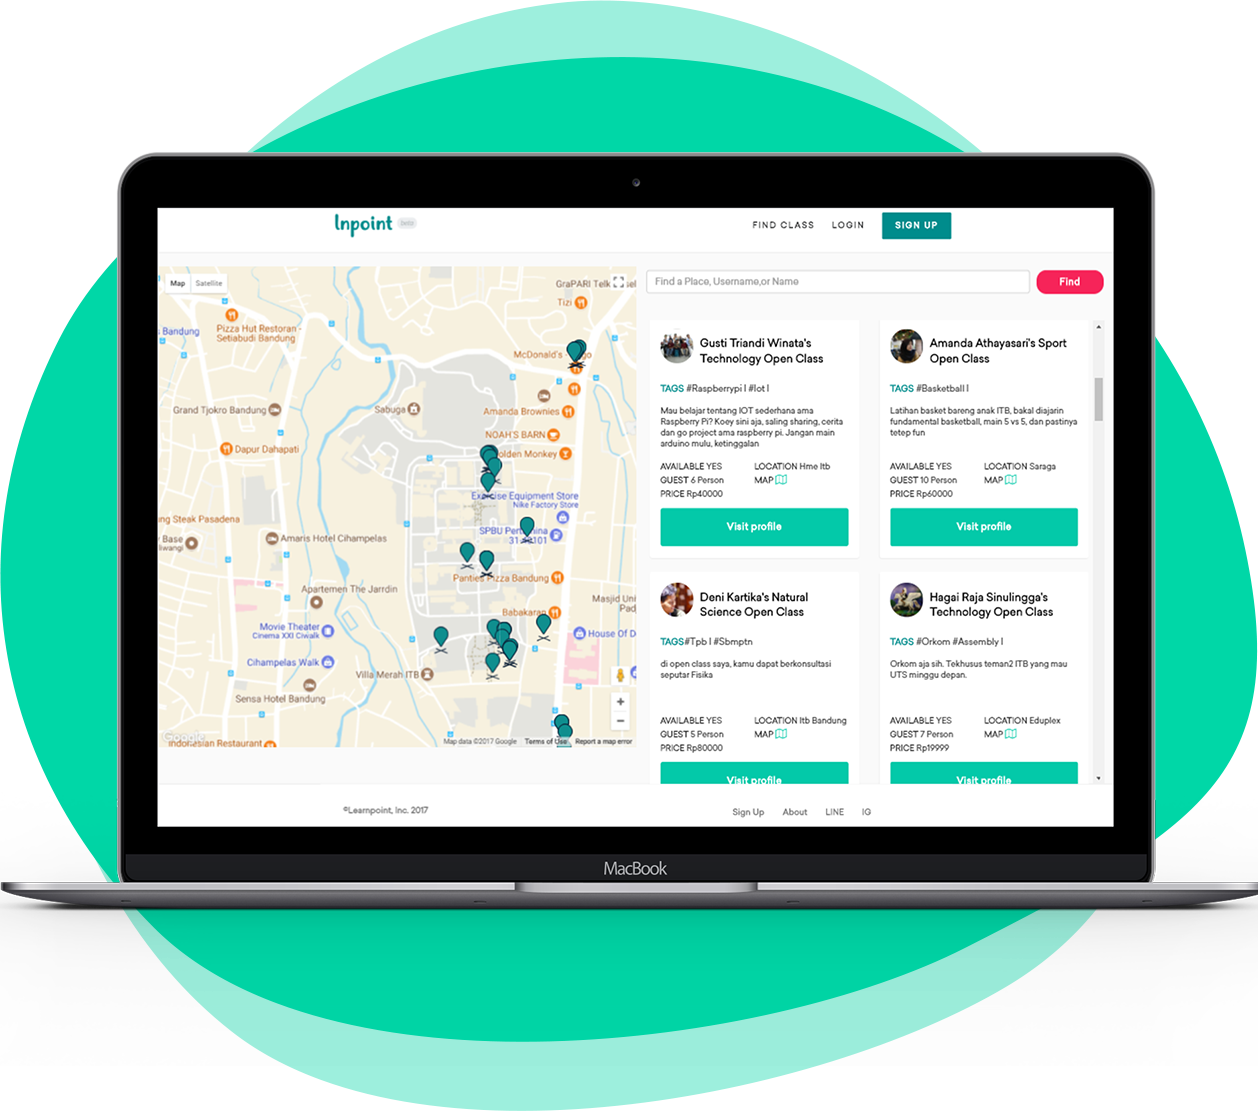 lnpoint beta
FIND CLASS
LOGIN
SIGN UP
Map
Satellite
GraPARI Telk
sel
Tizi
Bandung
Pizza Hut Restoran -
Setiabudi Bandung
McDonald's
Grand Tjokro Bandung
Sabuga
Amanda Brownies
NOAH'S BARN
olden Monkey
Dapur Dahapati
Exercise Equipment Store
Nike Factory Store
ng Steak Pasadena
SPBU Pertamina
Base
liwangi
Amaris Hotel Cihampelas
Panties Pizza Bandung
Apartemen The Jarrdin
Masjid Uni
Pad
Babakaran
Movie Theater
Cinema XXI Ciwalk
House Of D
Cihampelas Walk
Villa Merah ITB
Sensa Hotel Bandung
+
−
Google
Indonesian Restaurant
Map data ©2017 Google
Terms of Use
Report a map error
Find a Place, Username,or Name
Find
Gusti Triandi Winata's
Technology Open Class
TAGS #Raspberrypi | #Iot |
Mau belajar tentang IOT sederhana ama
Raspberry Pi? Koey sini aja, saling sharing, cerita
dan go project ama raspberry pi. Jangan main
arduino mulu, ketinggalan
AVAILABLE YES
GUEST 6 Person
PRICE Rp40000
LOCATION Hme Itb
MAP
Visit profile
Amanda Athayasari's Sport
Open Class
TAGS #Basketball |
Latihan basket bareng anak ITB, bakal diajarin
fundamental basketball, main 5 vs 5, dan pastinya
tetep fun
AVAILABLE YES
GUEST 10 Person
PRICE Rp60000
LOCATION Saraga
MAP
Visit profile
Deni Kartika's Natural
Science Open Class
TAGS#Tpb | #Sbmptn
di open class saya, kamu dapat berkonsultasi
seputar Fisika
AVAILABLE YES
GUEST 5 Person
PRICE Rp80000
LOCATION Itb Bandung
MAP
Visit profile
Hagai Raja Sinulingga's
Technology Open Class
TAGS #Orkom #Assembly |
Orkom aja sih. Tekhusus teman2 ITB yang mau
UTS minggu depan.
AVAILABLE YES
GUEST 7 Person
PRICE Rp19999
LOCATION Eduplex
MAP
Visit profile
©Learnpoint, Inc. 2017
Sign Up
About
LINE
IG
MacBook